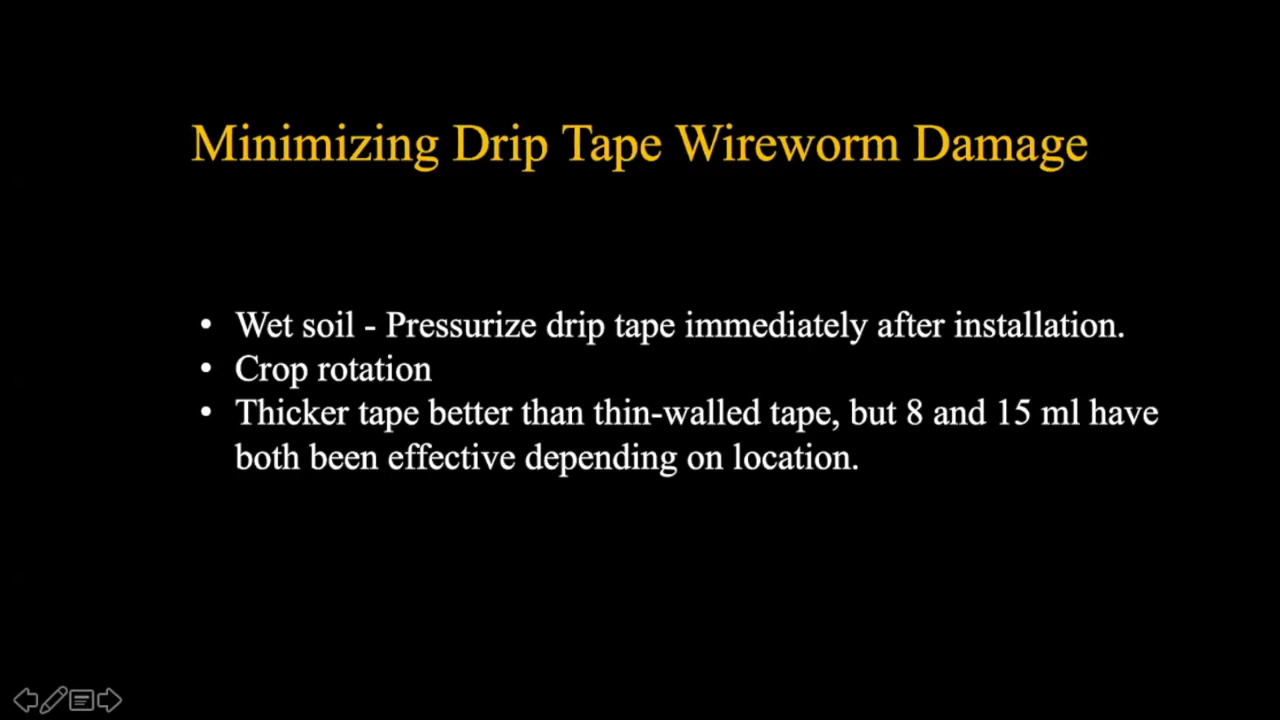 Minimizing Drip Tape Wireworm Damage
• Wet soil - Pressurize drip tape immediately after installation.
• Crop rotation
• Thicker tape better than thin-walled tape, but 8 and 15 ml have
both been effective depending on location.